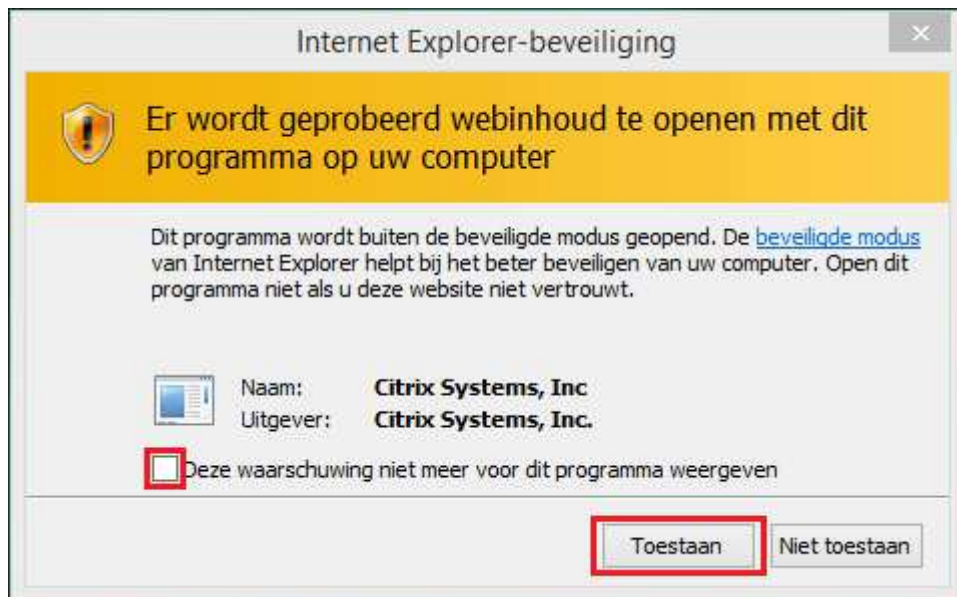 Internet Explorer-beveiliging
Er wordt geprobeerd webinhoud te openen met dit
programma op uw computer
Dit programma wordt buiten de beveiligde modus geopend. De beveiligde modus
van Internet Explorer helpt bij het beter beveiligen van uw computer. Open dit
programma niet als u deze website niet vertrouwt.
Naam: Citrix Systems, Inc
Uitgever: Citrix Systems, Inc.
Deze waarschuwing niet meer voor dit programma weergeven
Toestaan Niet toestaan